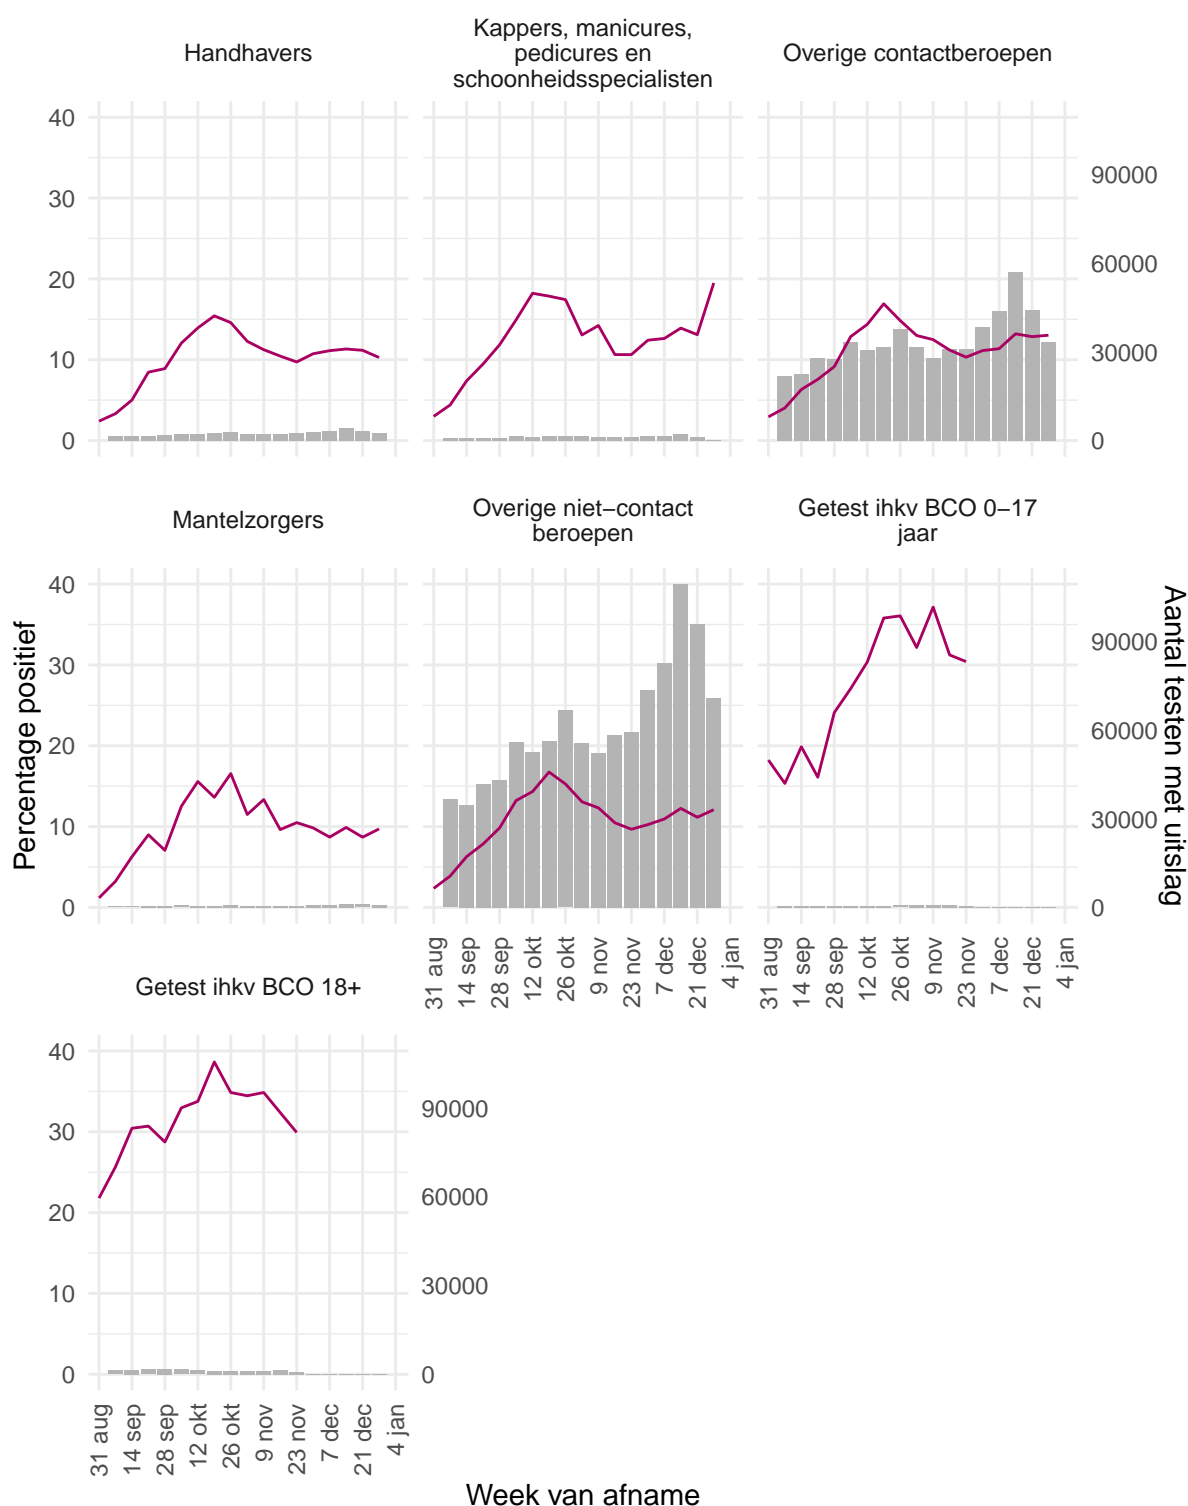 Handhavers
Kappers, manicures,
pedicures en
schoonheidsspecialisten
Overige contactberoepen
40
30
20
10
0
90000
60000
30000
0
Mantelzorgers
Overige niet−contact
beroepen
Getest ihkv BCO 0−17
jaar
40
30
20
10
0
90000
60000
30000
0
Percentage positief
Aantal testen met uitslag
31 aug
14 sep
28 sep
12 okt
26 okt
9 nov
23 nov
7 dec
21 dec
4 jan
31 aug
14 sep
28 sep
12 okt
26 okt
9 nov
23 nov
7 dec
21 dec
4 jan
Getest ihkv BCO 18+
40
30
20
10
0
90000
60000
30000
0
31 aug
14 sep
28 sep
12 okt
26 okt
9 nov
23 nov
7 dec
21 dec
4 jan
Week van afname